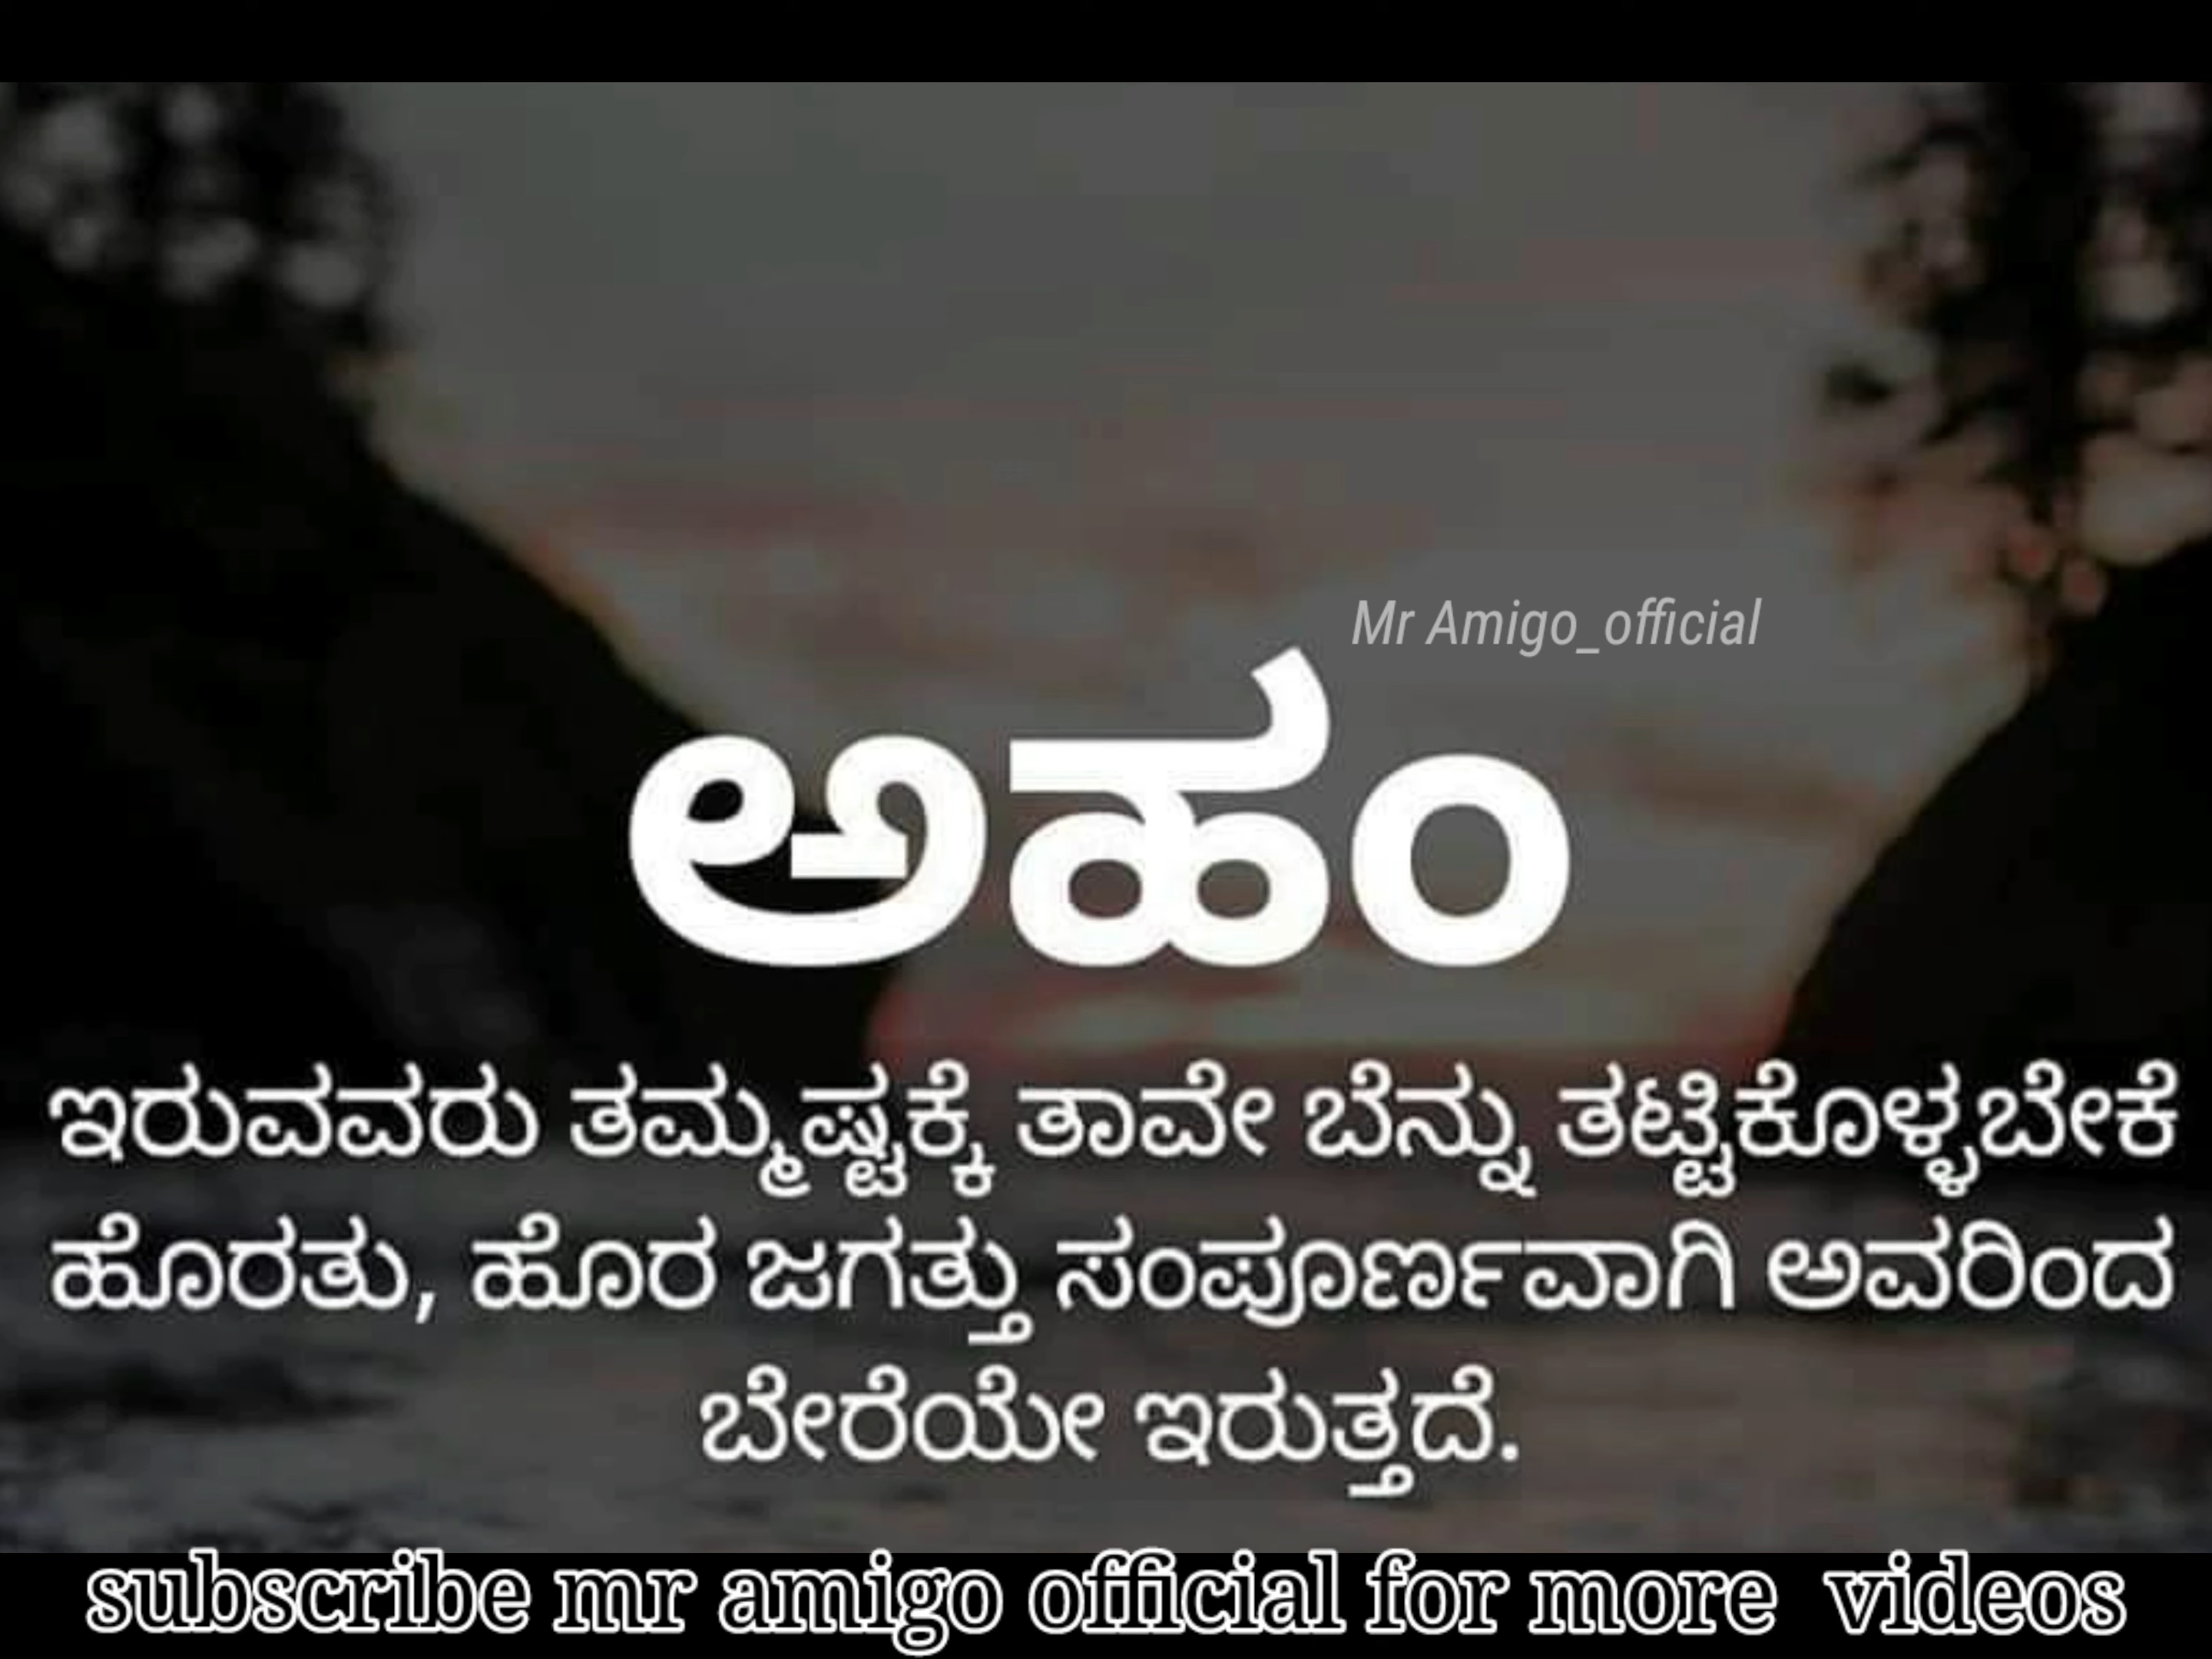 Mr Amigo_official
ಅಹಂ
ಇರುವವರು ತಮ್ಮಷ್ಟಕ್ಕೆ ತಾವೇ ಬೆನ್ನು ತಟ್ಟಿಕೊಳ್ಳಬೇಕೆ
ಹೊರತು, ಹೊರ ಜಗತ್ತು ಸಂಪೂರ್ಣವಾಗಿ ಅವರಿಂದ
ಬೇರೆಯೇ ಇರುತ್ತದೆ.
subscribe mr amigo official for more videos